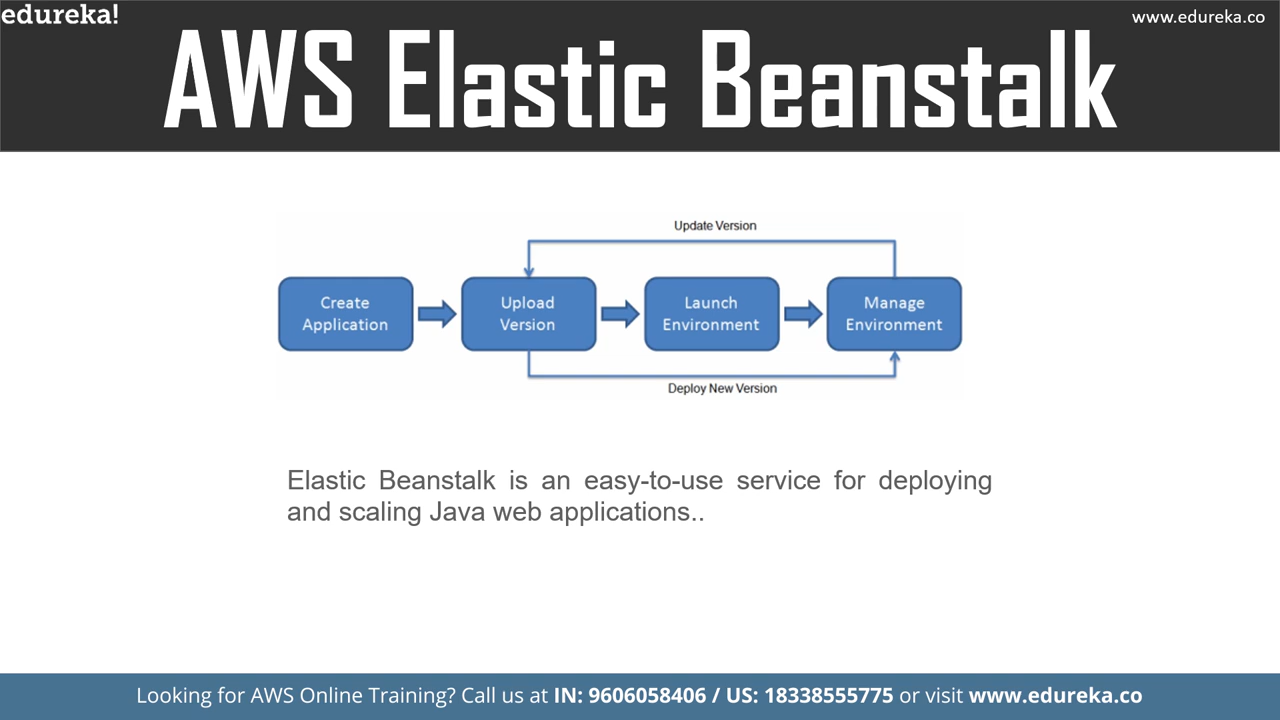 edureka!
www.edureka.co
AWS Elastic Beanstalk
Update Version
Create
Application
Upload
Version
Launch
Environment
Manage
Environment
Deploy New Version
Elastic Beanstalk is an easy-to-use service for deploying
and scaling Java web applications..
Looking for AWS Online Training? Call us at IN: 9606058406 / US: 18338555775 or visit www.edureka.co